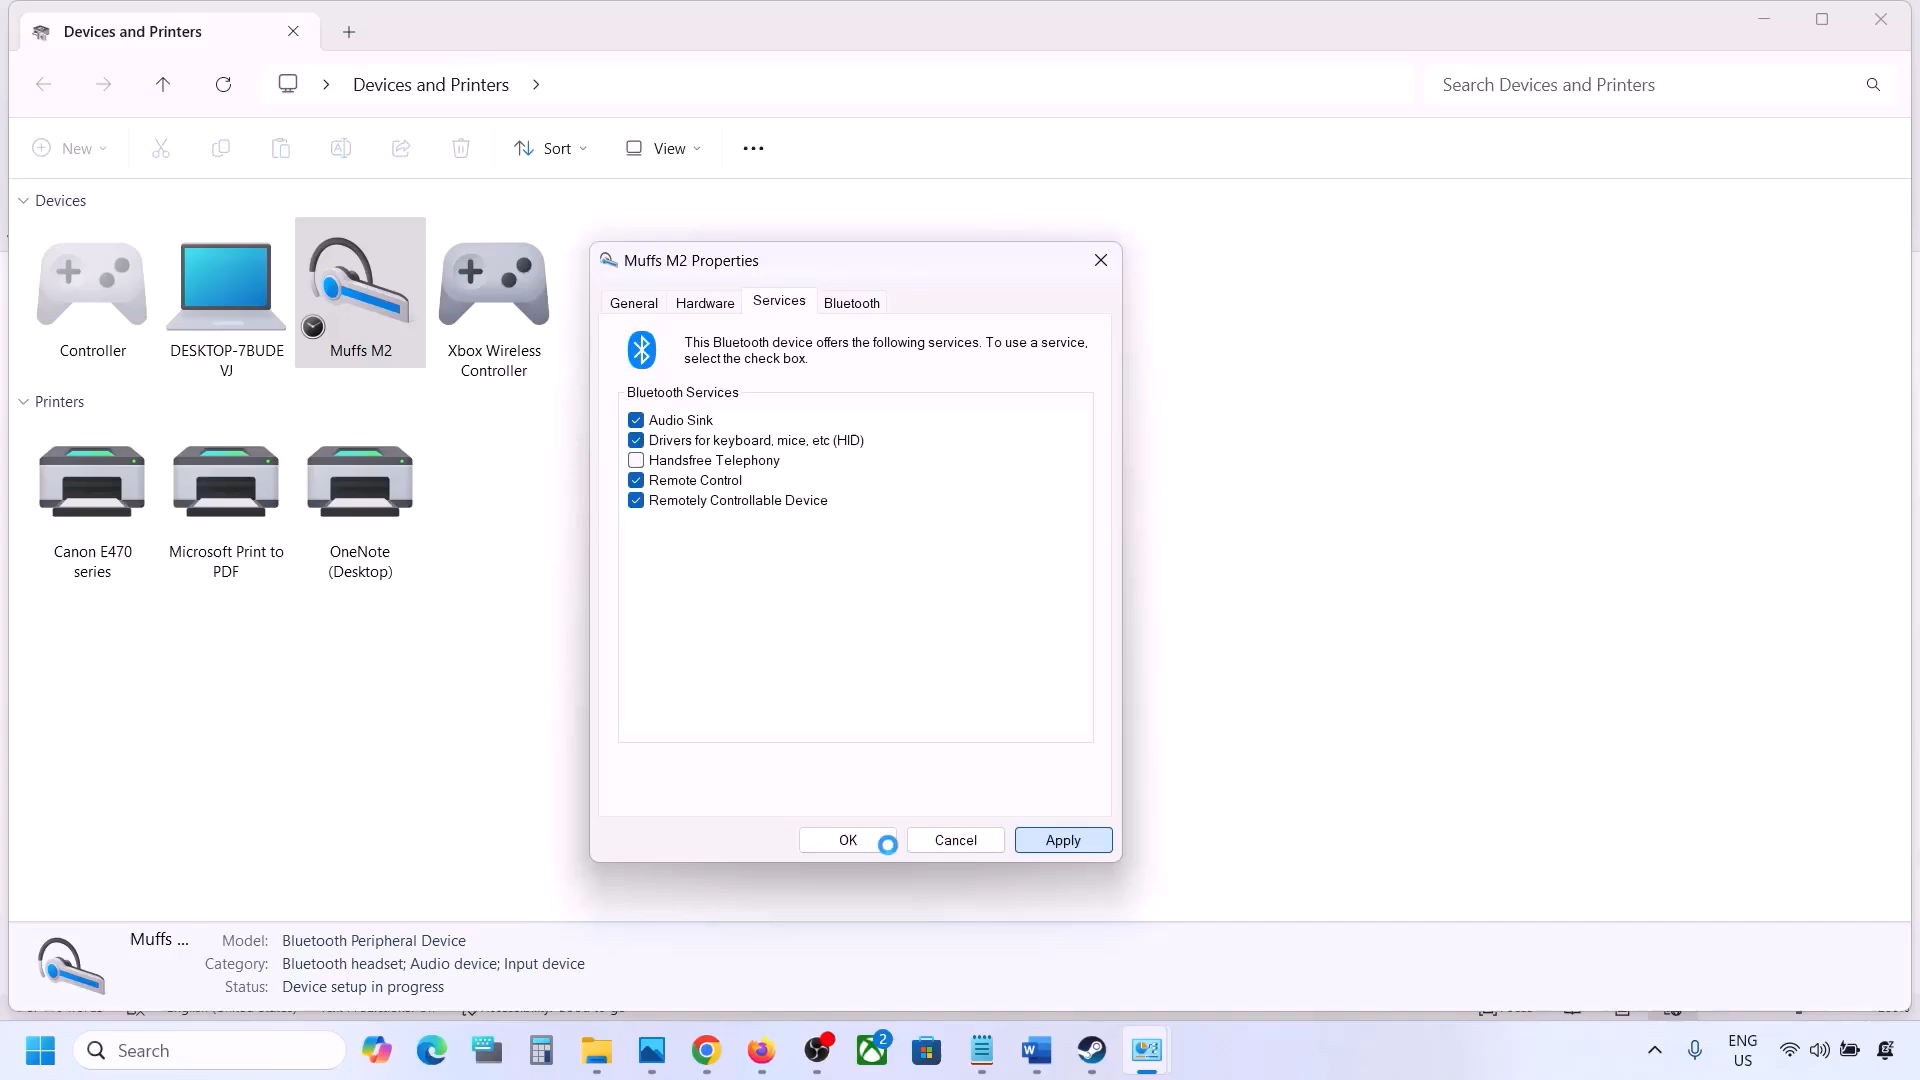 Devices and Printers
Devices and Printers
Search Devices and Printers
New
Sort
View
Devices
Controller
DESKTOP-7BUDE
VJ
Muffs M2
Xbox Wireless
Controller
Printers
Canon E470
series
Microsoft Print to
PDF
OneNote
(Desktop)
Muffs M2 Properties
General
Hardware
Services
Bluetooth
This Bluetooth device offers the following services. To use a service,
select the check box.
Bluetooth Services
Audio Sink
Drivers for keyboard, mice, etc (HID)
Handsfree Telephony
Remote Control
Remotely Controllable Device
OK
Cancel
Apply
Muffs ...
Model: Bluetooth Peripheral Device
Category: Bluetooth headset; Audio device; Input device
Status: Device setup in progress
Search
2
ENG
US